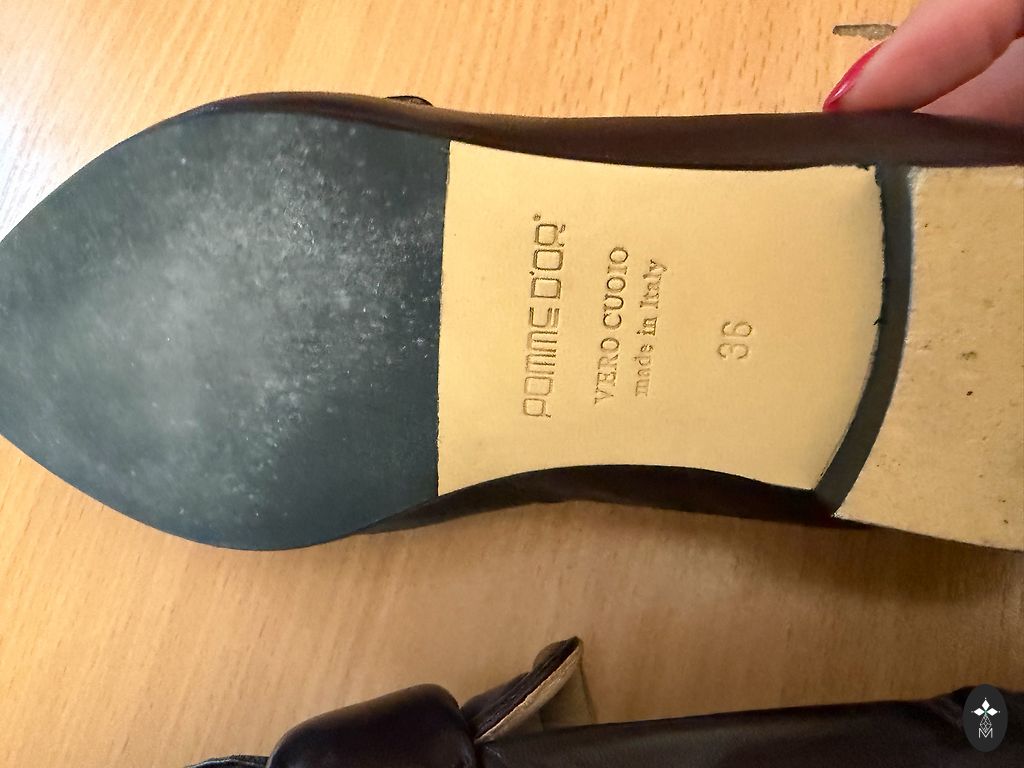 POMME D'OR®
VERO CUOIO
made in Italy
36
M